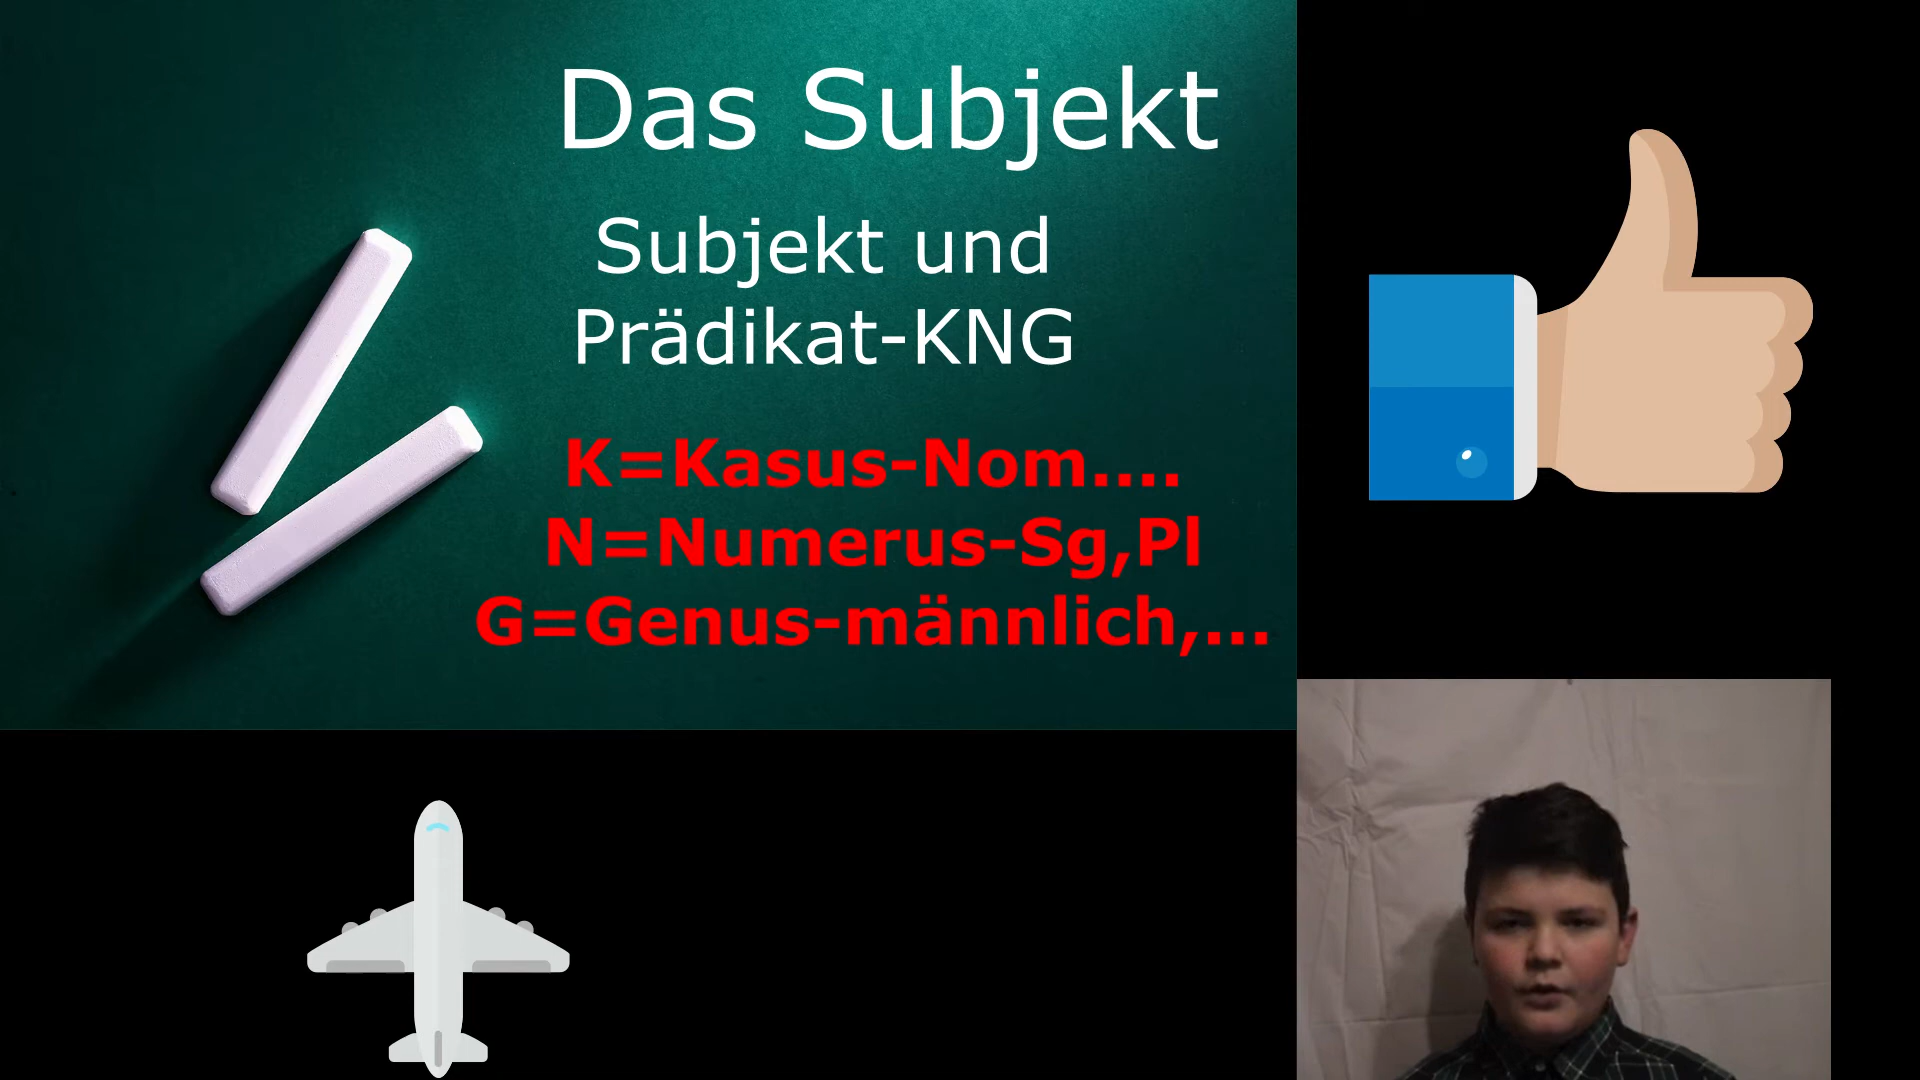 Das Subjekt
Subjekt und
Prädikat-KNG
K=Kasus-Nom....
N=Numerus-Sg,Pl
G=Genus-männlich,...